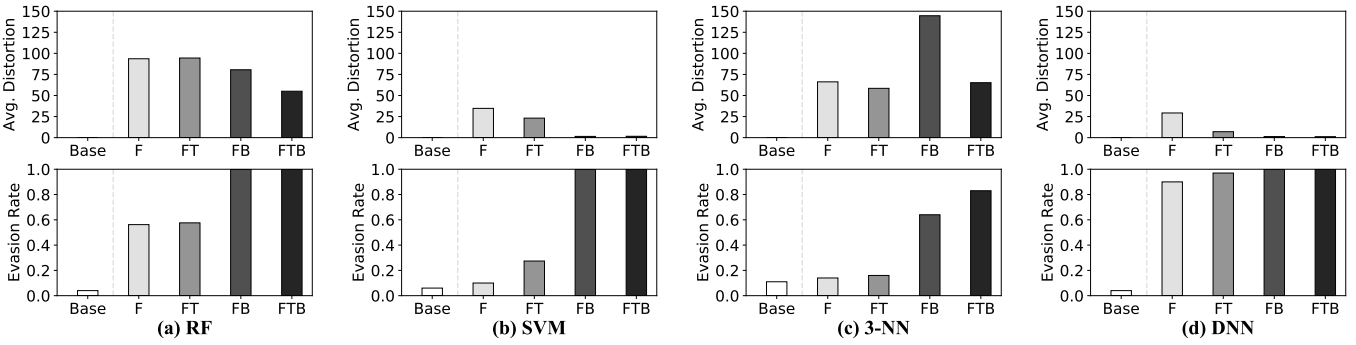 150
125
100
75
50
25
0
Avg. Distortion
Base F FT FB FTB
1.0
0.8
0.6
0.4
0.2
0.0
Evasion Rate
Base F FT FB FTB
(a) RF
150
125
100
75
50
25
0
Avg. Distortion
Base F FT FB FTB
1.0
0.8
0.6
0.4
0.2
0.0
Evasion Rate
Base F FT FB FTB
(b) SVM
150
125
100
75
50
25
0
Avg. Distortion
Base F FT FB FTB
1.0
0.8
0.6
0.4
0.2
0.0
Evasion Rate
Base F FT FB FTB
(c) 3-NN
150
125
100
75
50
25
0
Avg. Distortion
Base F FT FB FTB
1.0
0.8
0.6
0.4
0.2
0.0
Evasion Rate
Base F FT FB FTB
(d) DNN